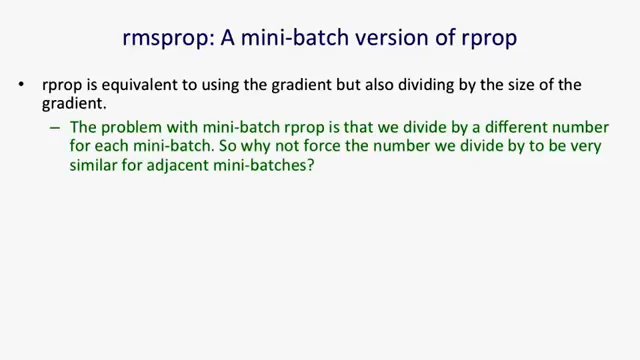 rmsprop: A mini-batch version of rprop
• rprop is equivalent to using the gradient but also dividing by the size of the
gradient.
– The problem with mini-batch rprop is that we divide by a different number
for each mini-batch. So why not force the number we divide by to be very
similar for adjacent mini-batches?